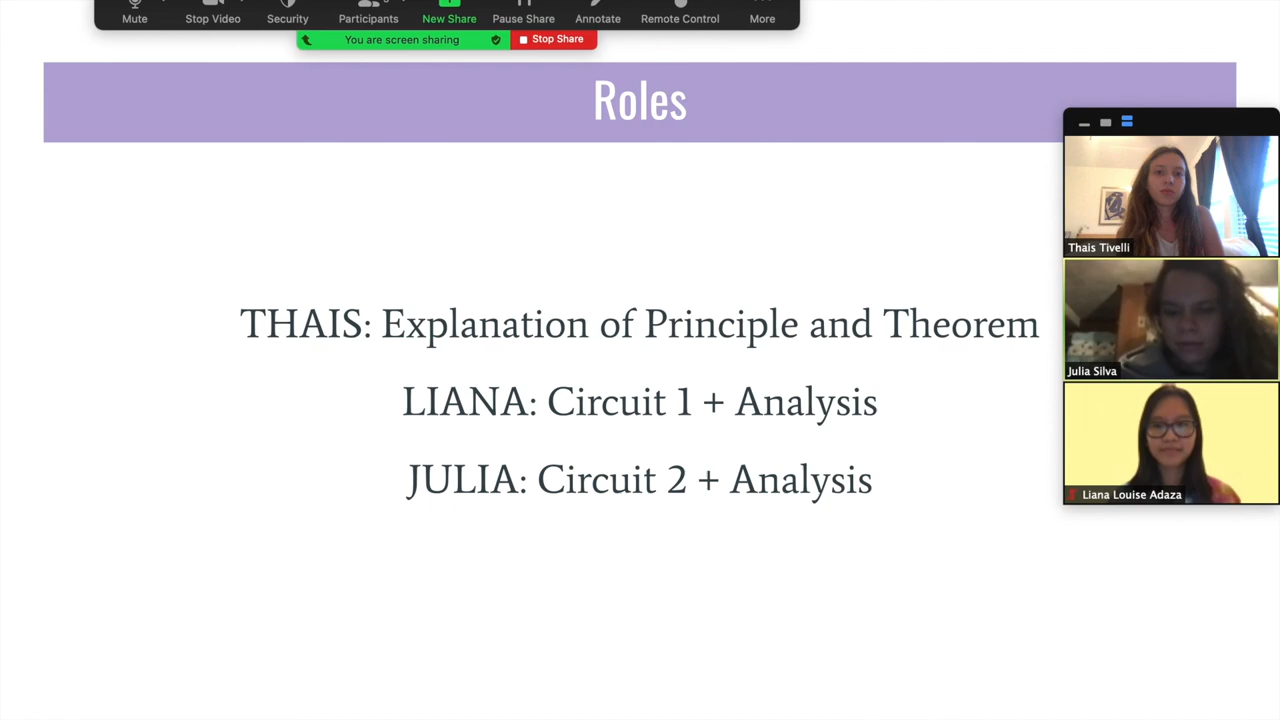 Mute
Stop Video
Security
Participants
New Share
Pause Share
Annotate
Remote Control
More
You are screen sharing
Stop Share
Roles
THAIS: Explanation of Principle and Theorem
LIANA: Circuit 1 + Analysis
JULIA: Circuit 2 + Analysis
Thais Tivelli
Julia Silva
Liana Louise Adaza